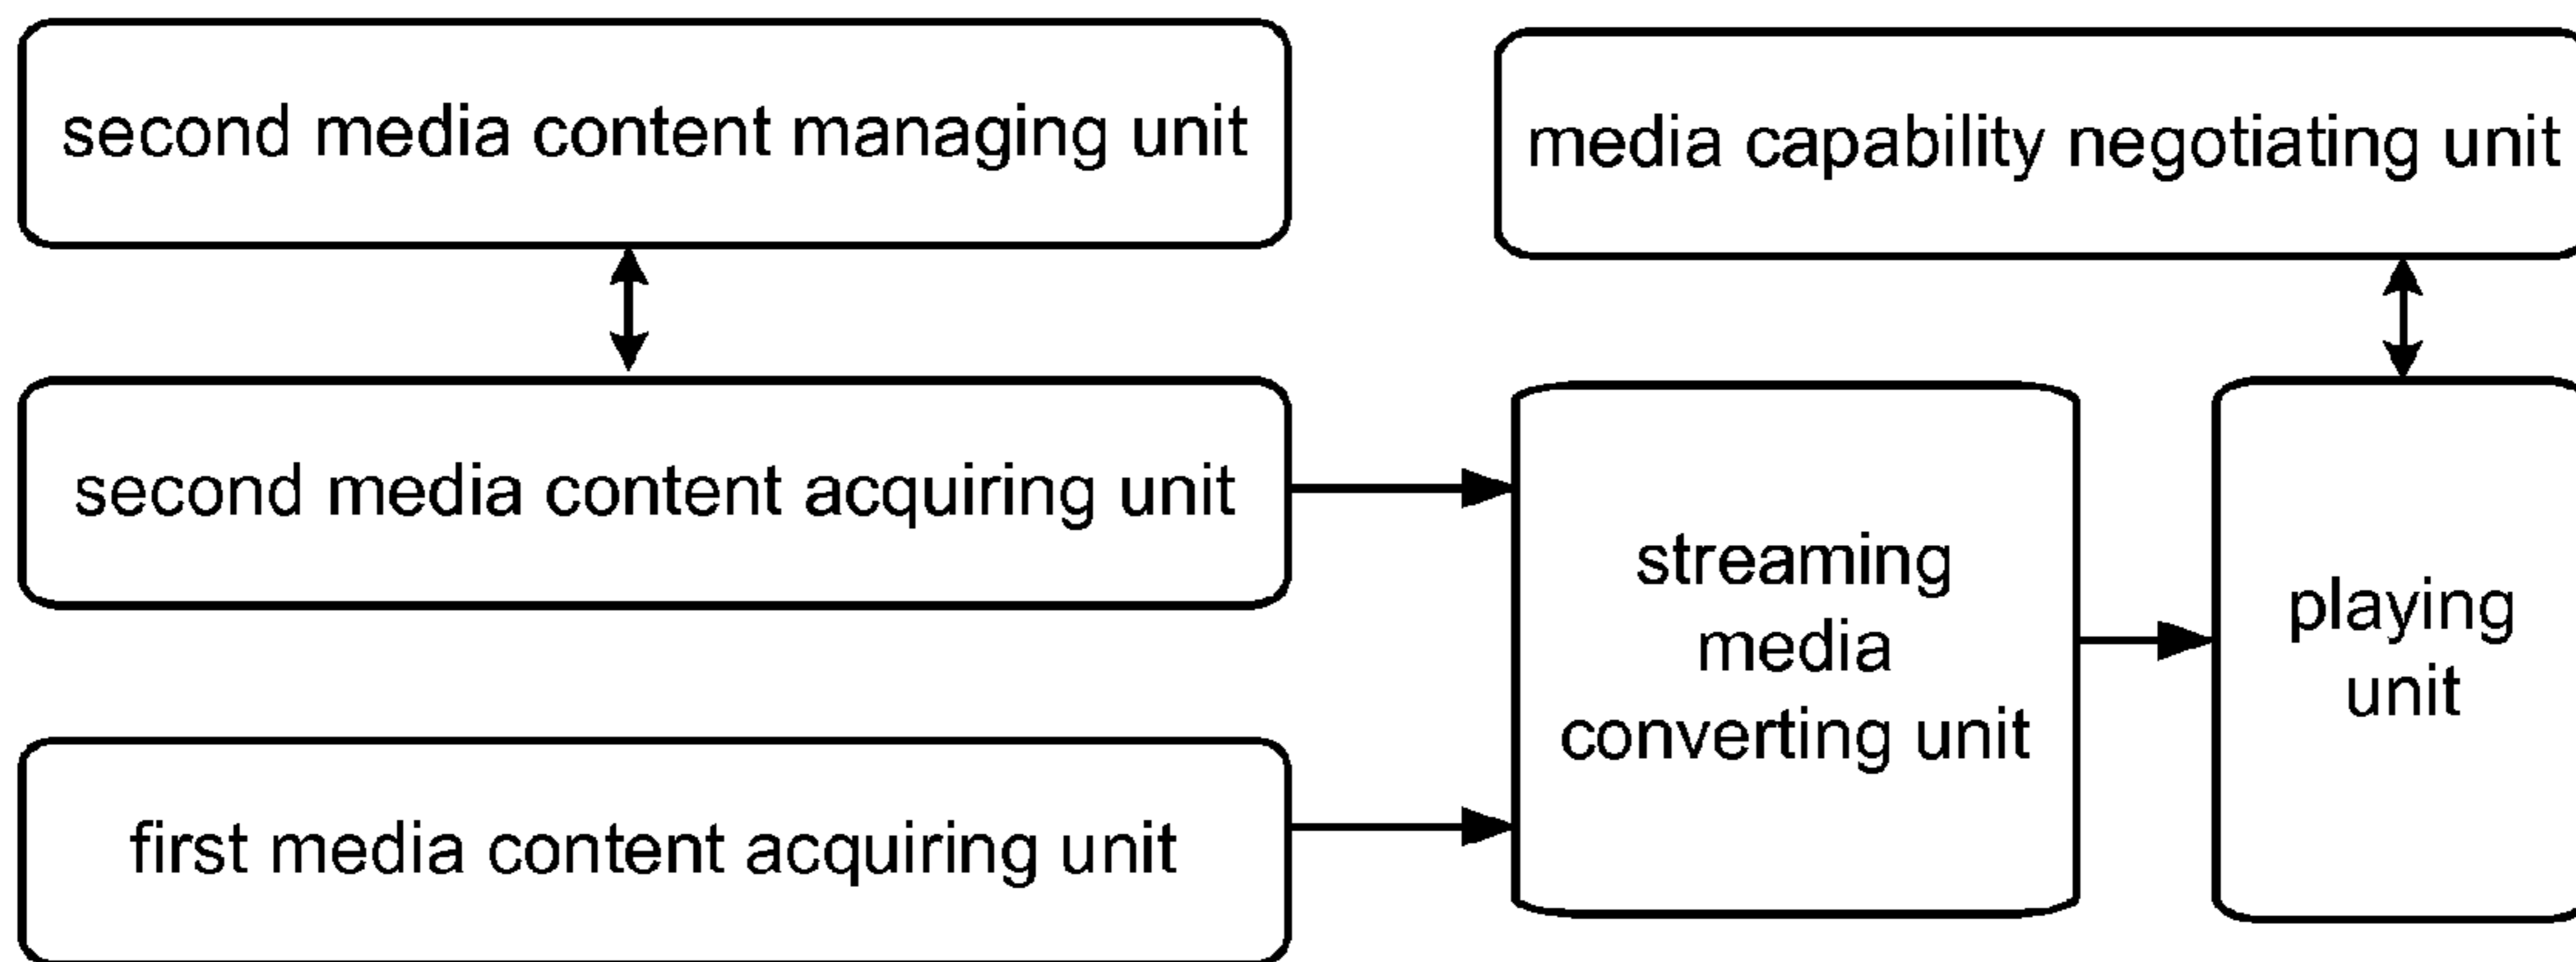 second media content managing unit
media capability negotiating unit
second media content acquiring unit
streaming
media
converting unit
playing
unit
first media content acquiring unit